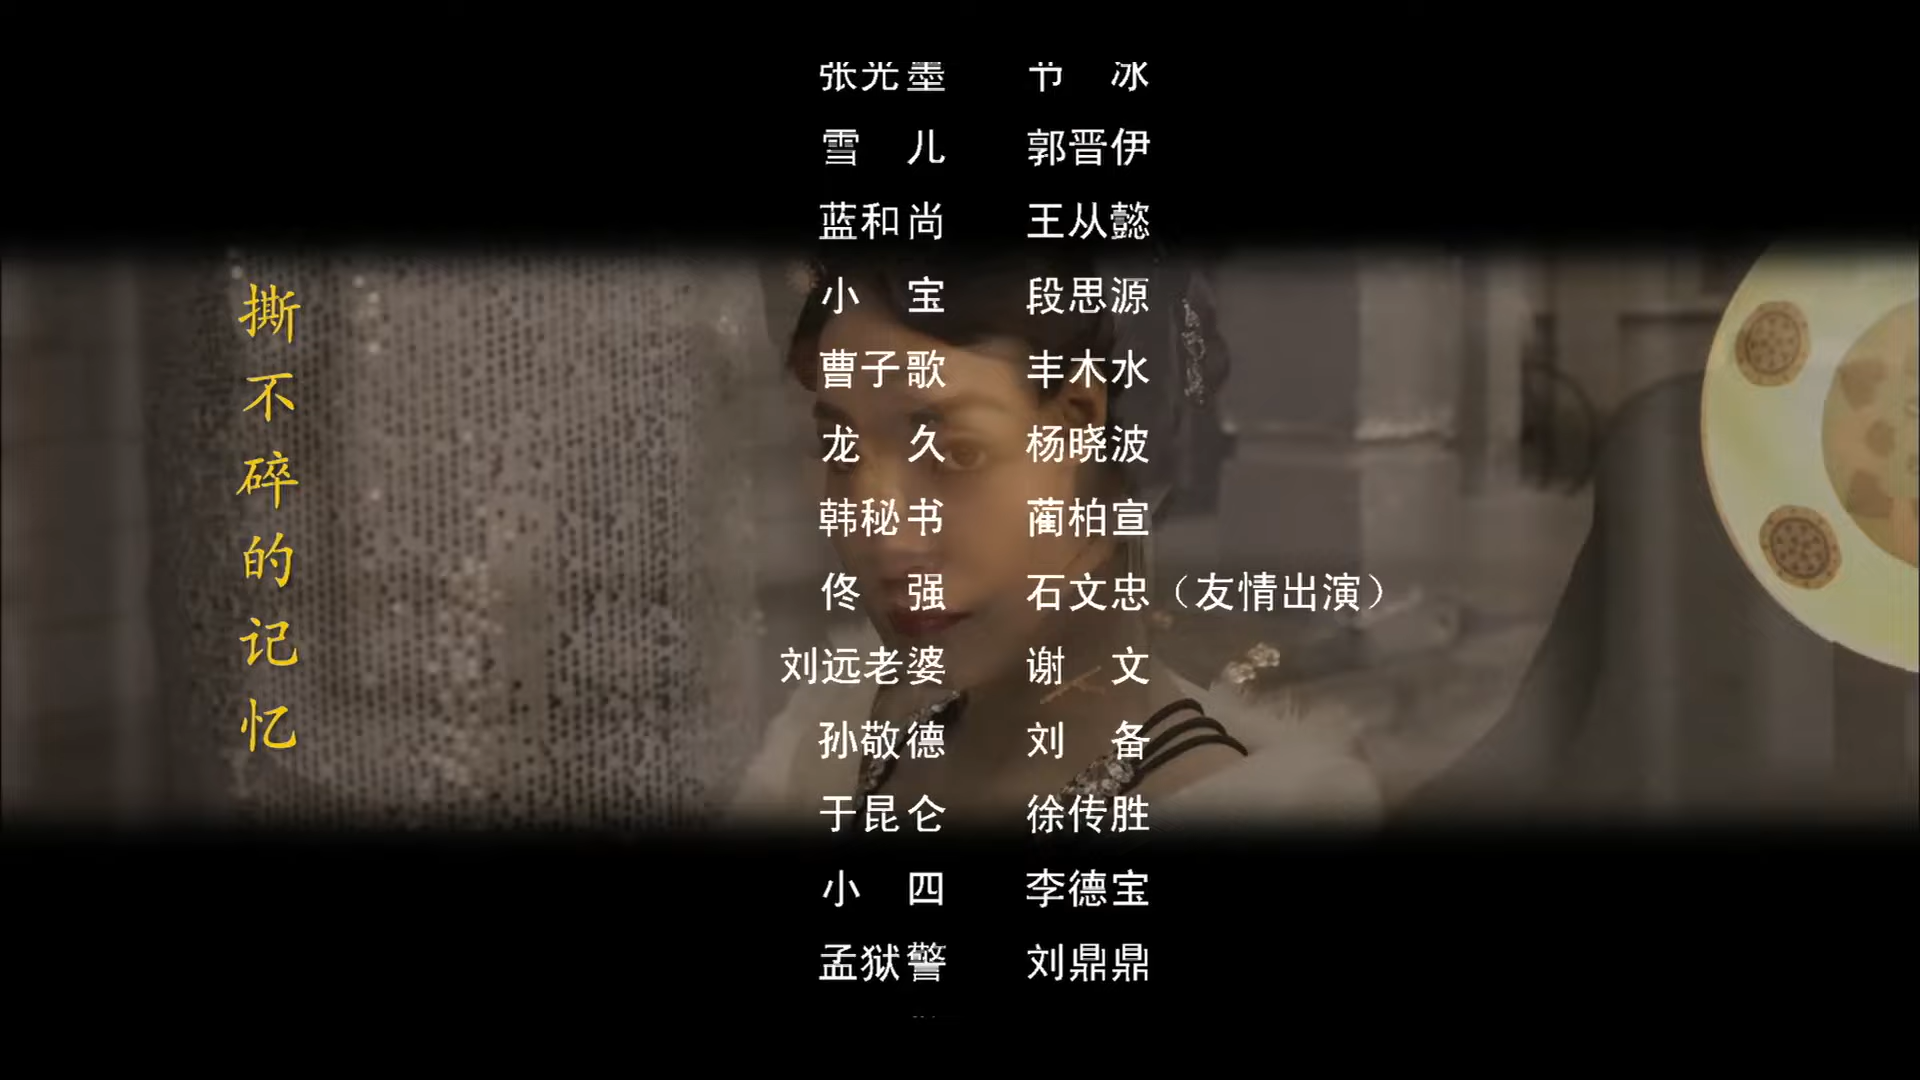 撕不碎的记忆
张光墨 节 冰
雪 儿 郭晋伊
蓝和尚 王从懿
小 宝 段思源
曹子歌 丰木水
龙 久 杨晓波
韩秘书 蔺柏宣
佟 强 石文忠（友情出演）
刘远老婆 谢 文
孙敬德 刘 备
于昆仑 徐传胜
小 四 李德宝
孟狱警 刘鼎鼎